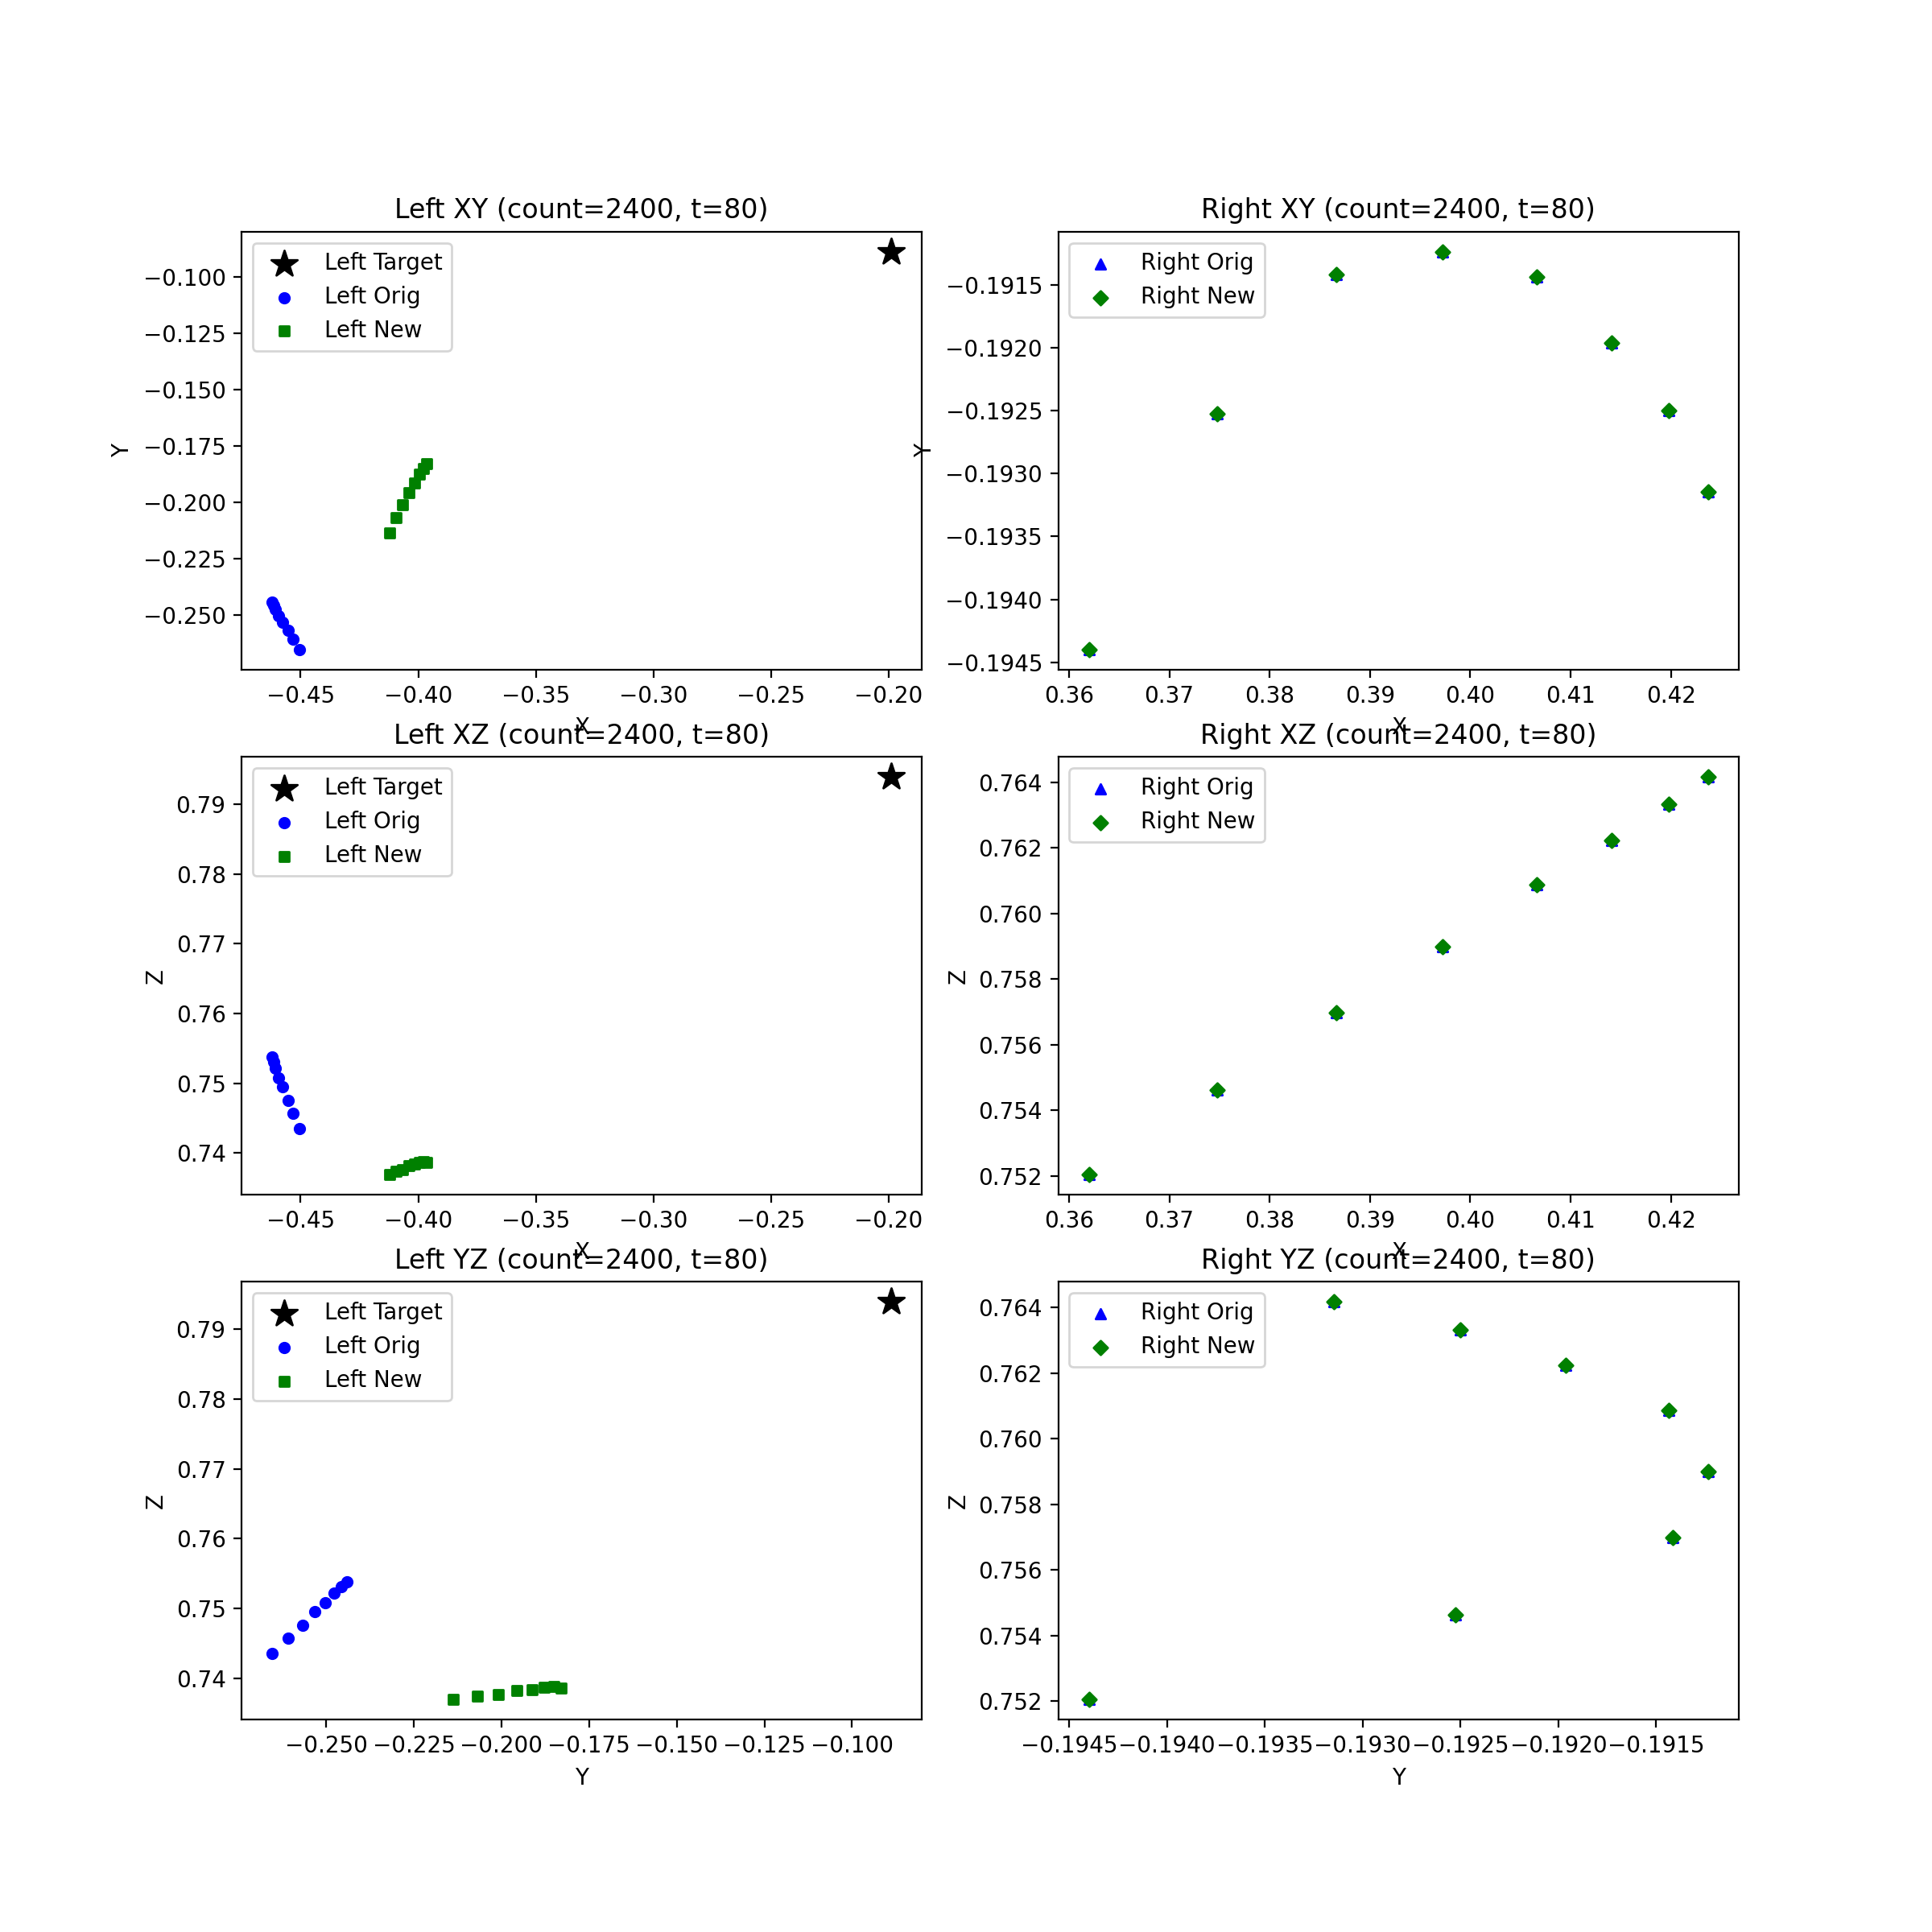 Left XY (count=2400, t=80)
Left Target
Left Orig
Left New
−0.100
−0.125
−0.150
−0.175
−0.200
−0.225
−0.250
Y
−0.45 −0.40 −0.35 −0.30 −0.25 −0.20
X
Right XY (count=2400, t=80)
Right Orig
Right New
−0.1915
−0.1920
−0.1925
−0.1930
−0.1935
−0.1940
−0.1945
Y
0.36 0.37 0.38 0.39 0.40 0.41 0.42
X
Left XZ (count=2400, t=80)
Left Target
Left Orig
Left New
0.79
0.78
0.77
0.76
0.75
0.74
Z
−0.45 −0.40 −0.35 −0.30 −0.25 −0.20
X
Right XZ (count=2400, t=80)
Right Orig
Right New
0.764
0.762
0.760
0.758
0.756
0.754
0.752
Z
0.36 0.37 0.38 0.39 0.40 0.41 0.42
X
Left YZ (count=2400, t=80)
Left Target
Left Orig
Left New
0.79
0.78
0.77
0.76
0.75
0.74
Z
−0.250 −0.225 −0.200 −0.175 −0.150 −0.125 −0.100
Y
Right YZ (count=2400, t=80)
Right Orig
Right New
0.764
0.762
0.760
0.758
0.756
0.754
0.752
Z
−0.1945 −0.1940 −0.1935 −0.1930 −0.1925 −0.1920 −0.1915
Y